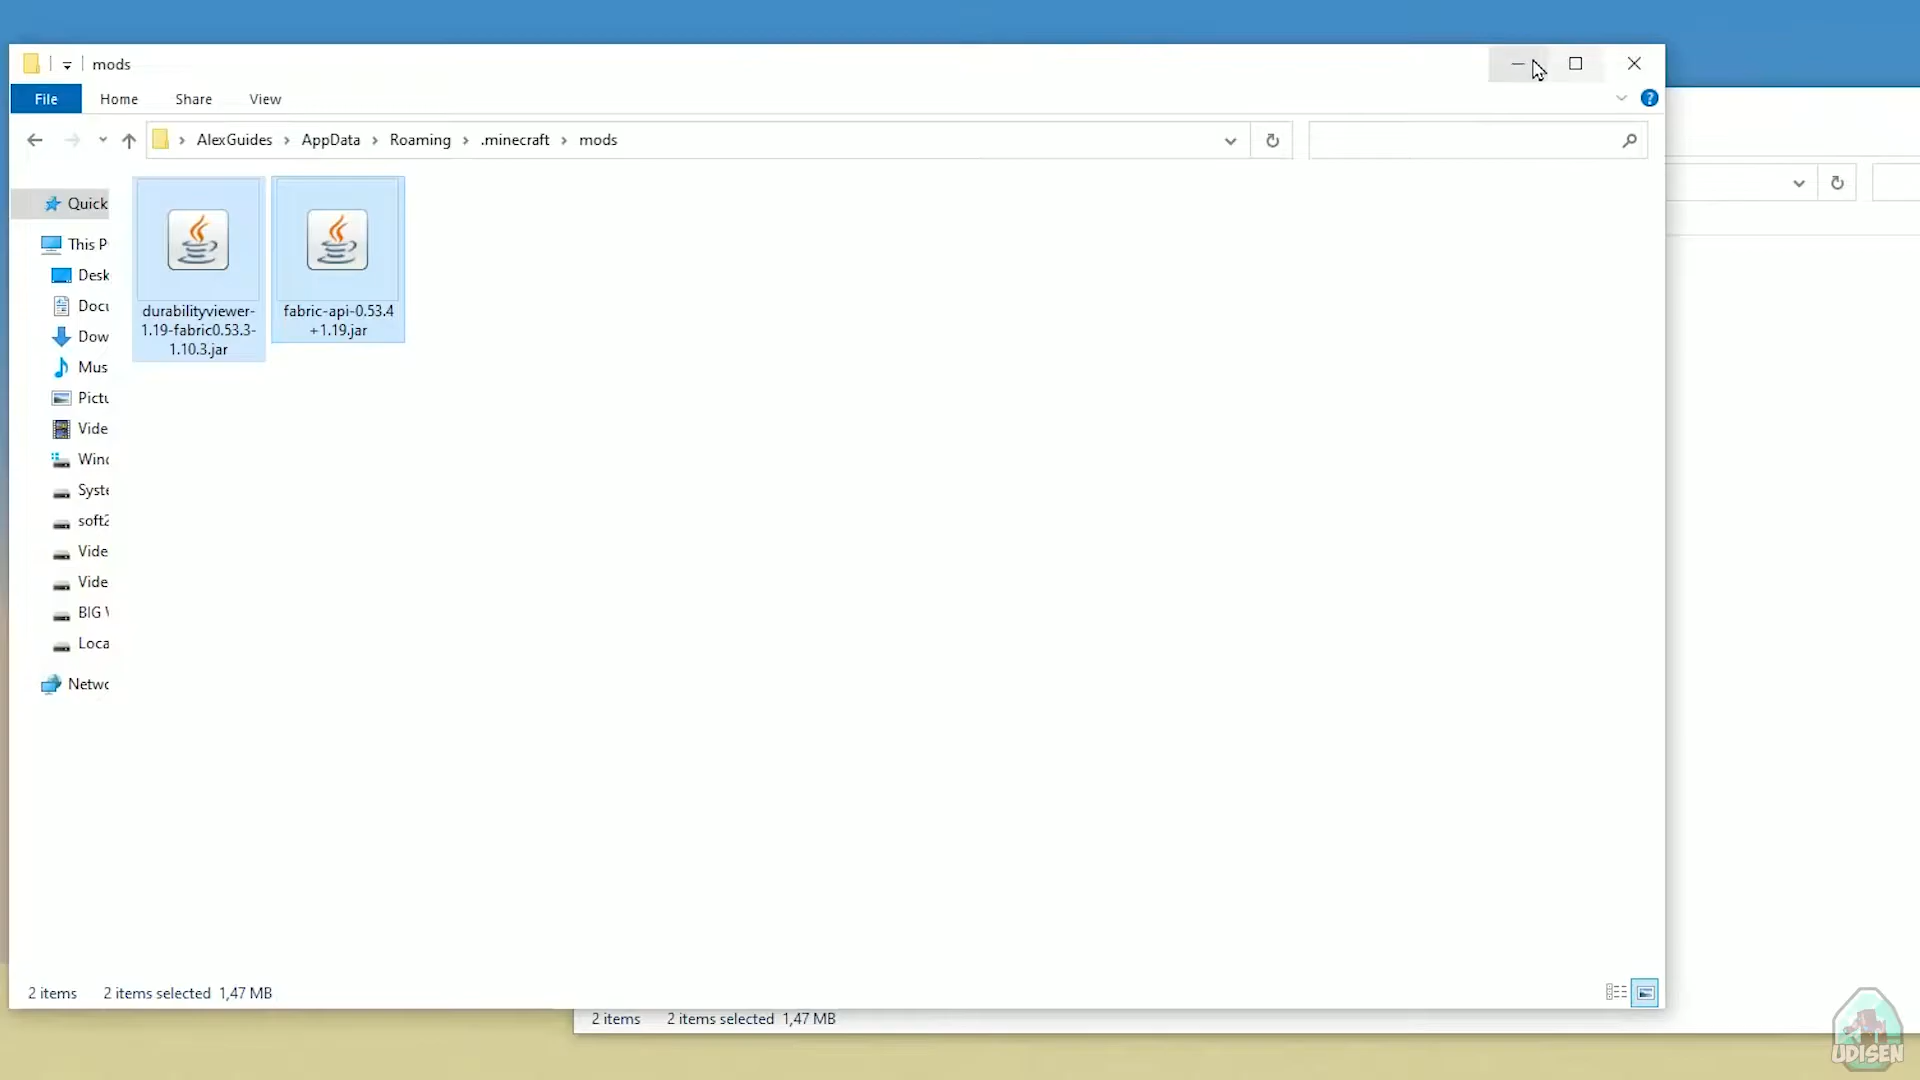 mods
File Home Share View
AlexGuides AppData Roaming .minecraft mods
Quick
This P
Desk
Docu
Dow
Mus
Pictu
Vide
Wind
Syste
soft2
Vide
Vide
BIG
Loca
Netwo
durabilityviewer-
1.19-fabric0.53.3-
1.10.3.jar
fabric-api-0.53.4
+1.19.jar
2 items 2 items selected 1,47 MB
2 items 2 items selected 1,47 MB
UDISEN